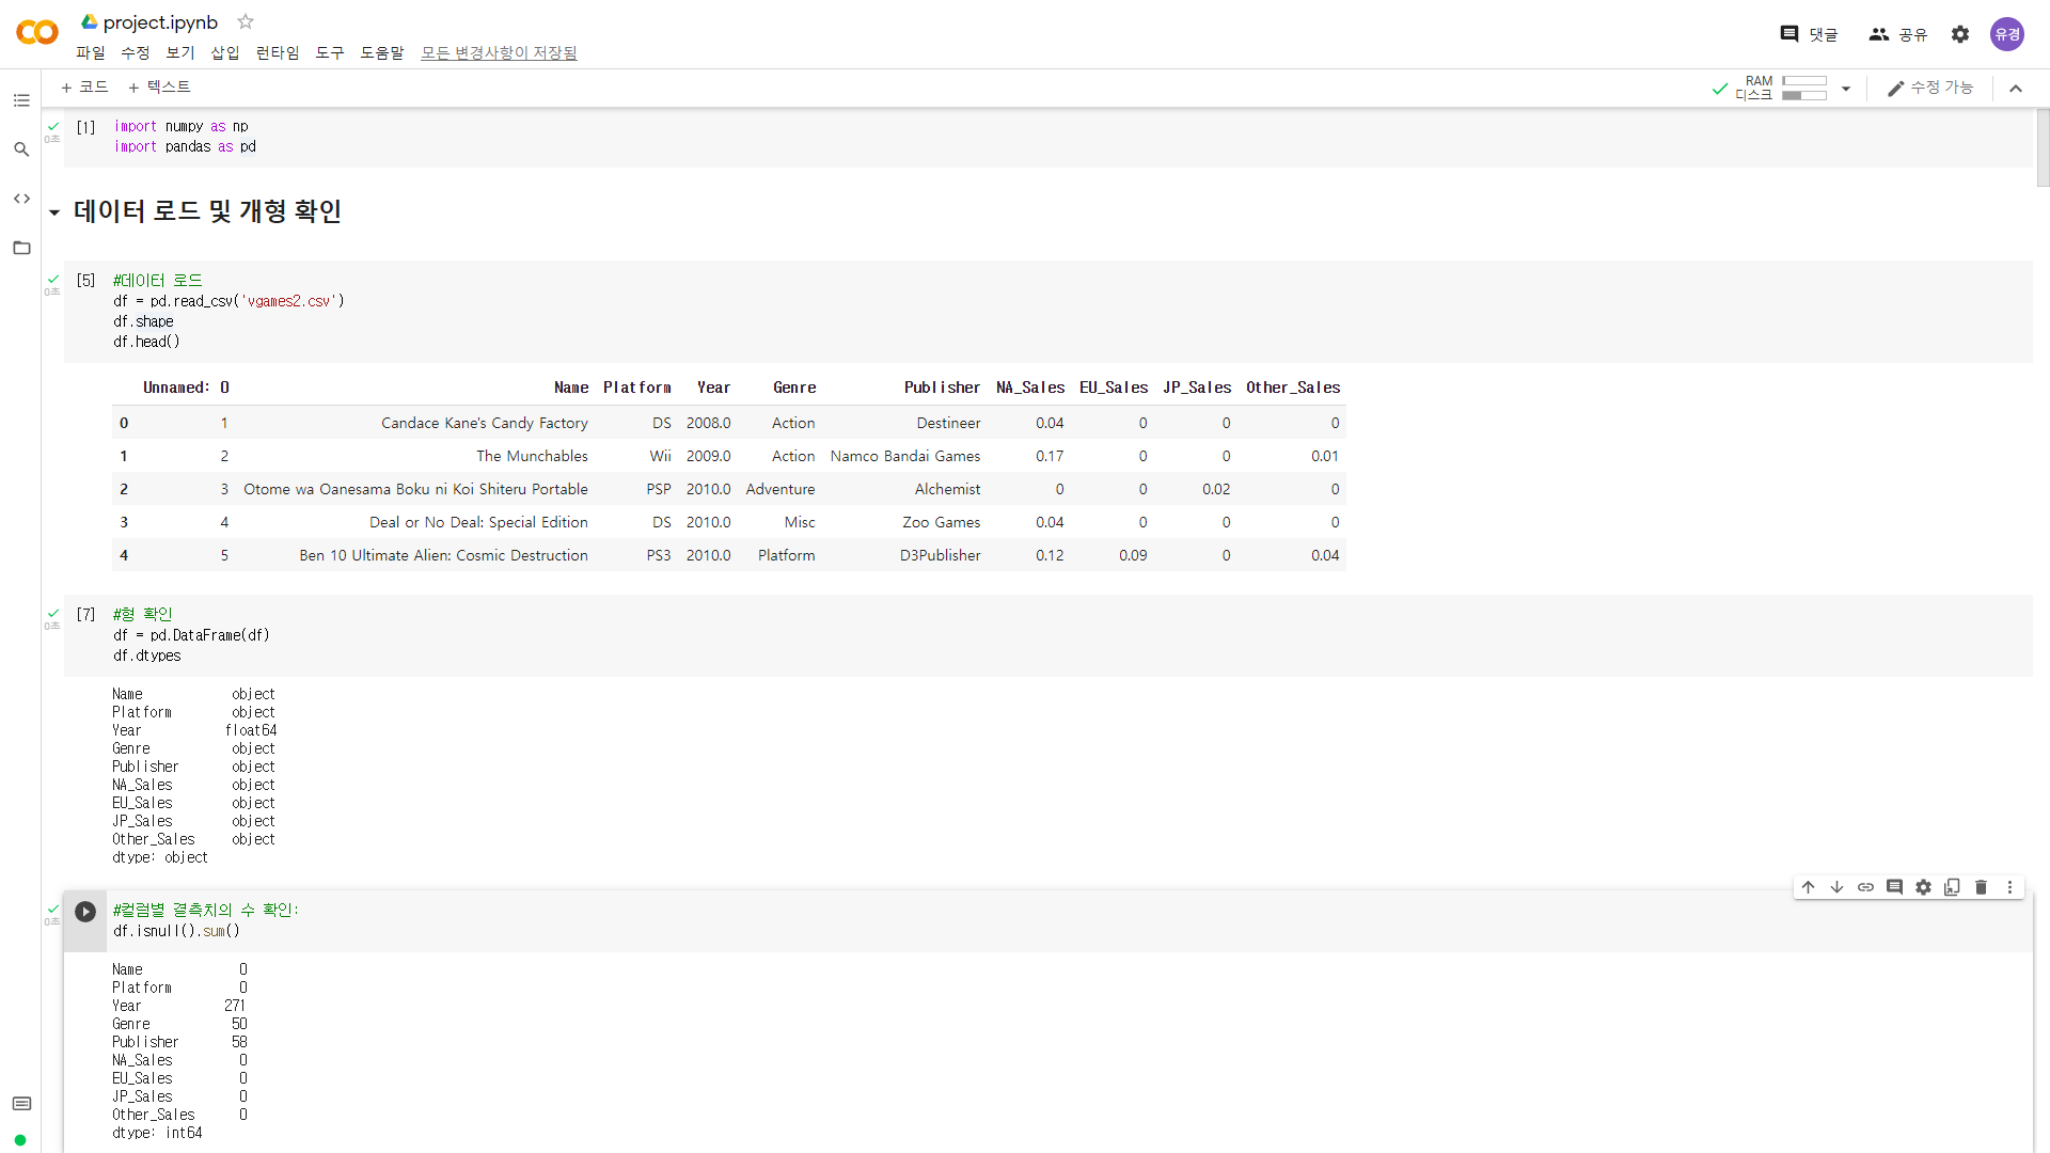 project.ipynb
파일 수정 보기 삽입 런타임 도구 도움말 모든 변경사항이 저장됨
댓글 공유 유경
+ 코드 + 텍스트
RAM
디스크
수정 가능
0초
[1] import numpy as np
import pandas as pd
데이터 로드 및 개형 확인
0초
[5] #데이터 로드
df = pd.read_csv('vgames2.csv')
df.shape
df.head()
Unnamed: 0 Name Platform Year Genre Publisher NA_Sales EU_Sales JP_Sales Other_Sales
0 1 Candace Kane's Candy Factory DS 2008.0 Action Destineer 0.04 0 0 0
1 2 The Munchables Wii 2009.0 Action Namco Bandai Games 0.17 0 0 0.01
2 3 Otome wa Oanesama Boku ni Koi Shiteru Portable PSP 2010.0 Adventure Alchemist 0 0 0.02 0
3 4 Deal or No Deal: Special Edition DS 2010.0 Misc Zoo Games 0.04 0 0 0
4 5 Ben 10 Ultimate Alien: Cosmic Destruction PS3 2010.0 Platform D3Publisher 0.12 0.09 0 0.04
0초
[7] #형 확인
df = pd.DataFrame(df)
df.dtypes
Name object
Platform object
Year float64
Genre object
Publisher object
NA_Sales object
EU_Sales object
JP_Sales object
Other_Sales object
dtype: object
0초
#컬럼별 결측치의 수 확인:
df.isnull().sum()
Name 0
Platform 0
Year 271
Genre 50
Publisher 58
NA_Sales 0
EU_Sales 0
JP_Sales 0
Other_Sales 0
dtype: int64